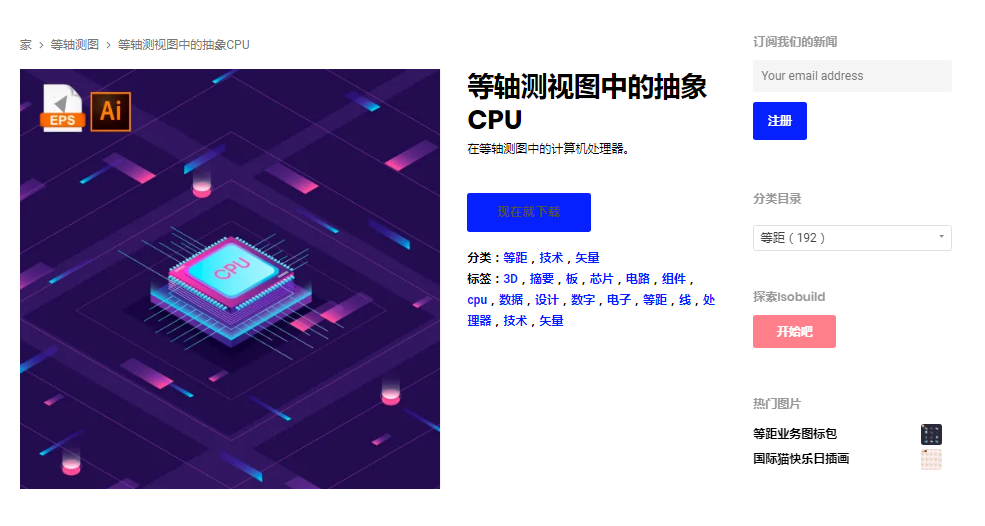 家 > 等轴测图 > 等轴测视图中的抽象CPU
EPS
Ai
CPU
等轴测视图中的抽象
CPU
在等轴测图中的计算机处理器。
现在就下载
分类：等距，技术，矢量
标签：3D，摘要，板，芯片，电路，组件，
cpu，数据，设计，数字，电子，等距，线，处
理器，技术，矢量
订阅我们的新闻
Your email address
注册
分类目录
等距（192）
探索Isobuild
开始吧
热门图片
等距业务图标包
国际猫快乐日插画